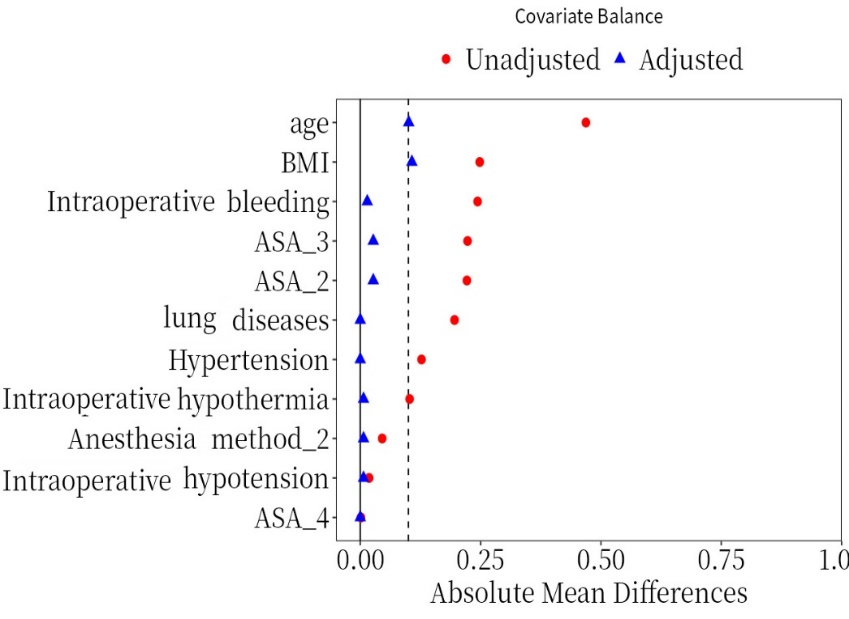 Covariate Balance
Unadjusted Adjusted
age
BMI
Intraoperative bleeding
ASA_3
ASA_2
lung diseases
Hypertension
Intraoperative hypothermia
Anesthesia method_2
Intraoperative hypotension
ASA_4
0.00 0.25 0.50 0.75 1.0
Absolute Mean Differences